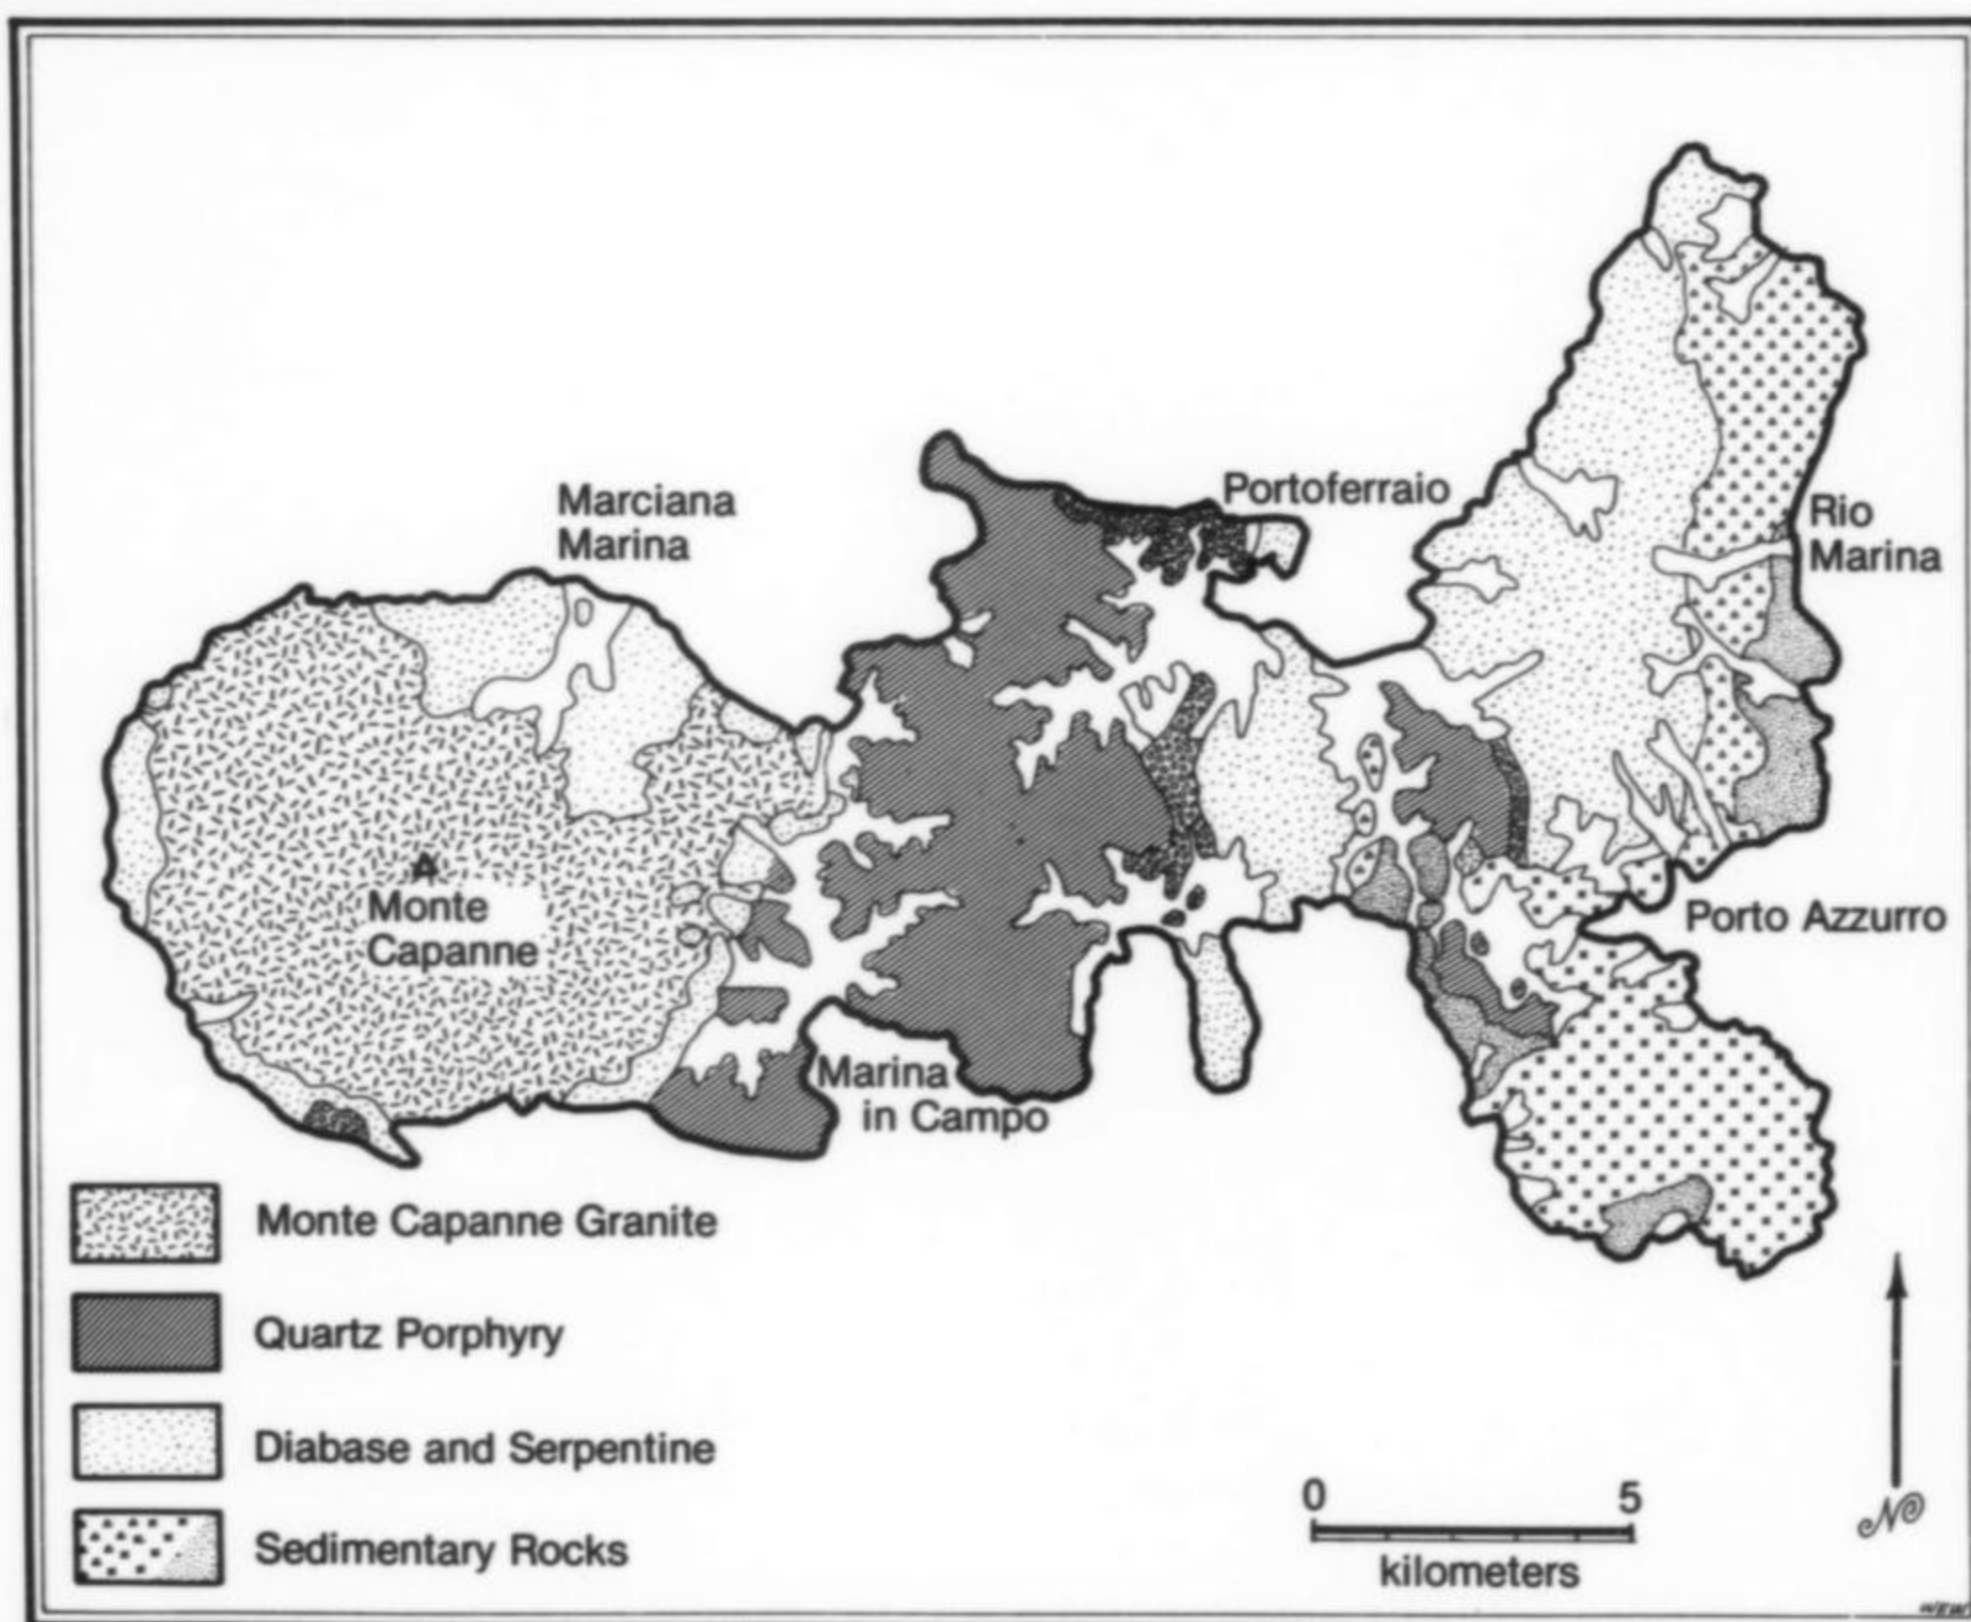 Marciana
Marina
Portoferraio
Rio
Marina
Monte
Capanne
Porto Azzurro
Marina
in Campo
Monte Capanne Granite
Quartz Porphyry
Diabase and Serpentine
Sedimentary Rocks
0 5
kilometers
N